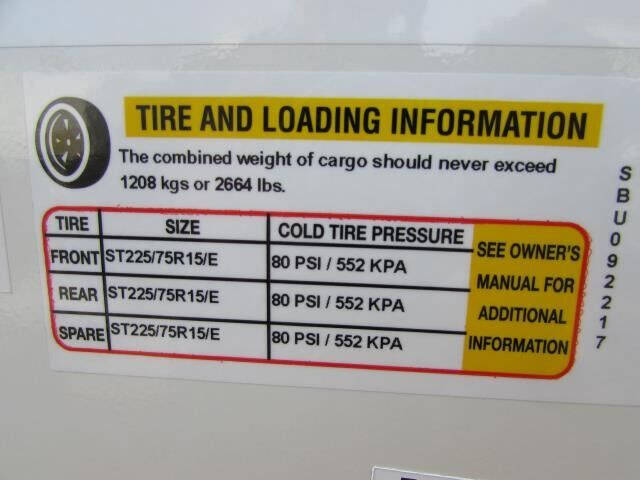 TIRE AND LOADING INFORMATION
The combined weight of cargo should never exceed
1208 kgs or 2664 lbs.
TIRE SIZE COLD TIRE PRESSURE
FRONT ST225/75R15/E 80 PSI / 552 KPA
REAR ST225/75R15/E 80 PSI / 552 KPA
SPARE ST225/75R15/E 80 PSI / 552 KPA
SEE OWNER'S
MANUAL FOR
ADDITIONAL
INFORMATION
SBU092217